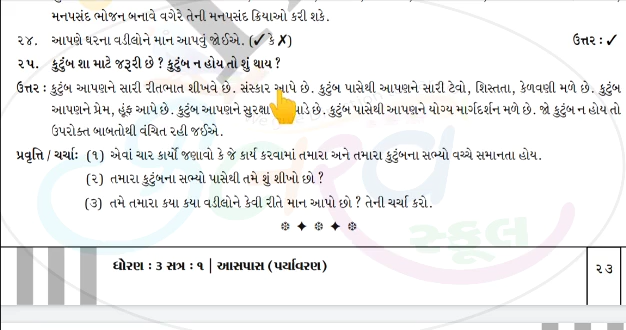 મનપસંદ ભોજન બનાવે વગેરે તેની મનપસંદ ક્રિયાઓ કરી શકે.
૨૪. આપણે ઘરના વડીલોને માન આપવું જોઈએ. (✓ કે ✗) ઉત્તર : ✓
૨૫. કુટુંબ શા માટે જરૂરી છે ? કુટુંબ ન હોય તો શું થાય ?
ઉત્તર : કુટુંબ આપણને સારી રીતભાત શીખવે છે. સંસ્કાર આપે છે. કુટુંબ પાસેથી આપણને સારી ટેવો, શિસ્તતા, કેળવણી મળે છે. કુટુંબ
આપણને પ્રેમ, હૂંફ આપે છે. કુટુંબ આપણને સુરક્ષા છે. કુટુંબ પાસેથી આપણને યોગ્ય માર્ગદર્શન મળે છે. જો કુટુંબ ન હોય તો
ઉપરોક્ત બાબતોથી વંચિત રહી જઈએ.
પ્રવૃત્તિ / ચર્ચા: (૧) એવાં ચાર કાર્યો જણાવો કે જે કાર્ય કરવામાં તમારા અને તમારા કુટુંબના સભ્યો વચ્ચે સમાનતા હોય.
(૨) તમારા કુટુંબના સભ્યો પાસેથી તમે શું શીખો છો ?
(૩) તમે તમારા કયા કયા વડીલોને કેવી રીતે માન આપો છો ? તેની ચર્ચા કરો.
સ્કૂલ
ધોરણ : 3 સત્ર : ૧ | આસપાસ (પર્યાવરણ) ૨૩